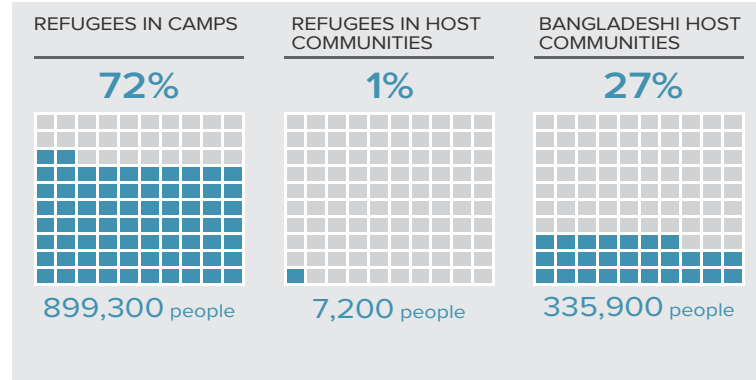 REFUGEES IN CAMPS
72%
899,300 people
REFUGEES IN HOST
COMMUNITIES
1%
7,200 people
BANGLADESHI HOST
COMMUNITIES
27%
335,900 people